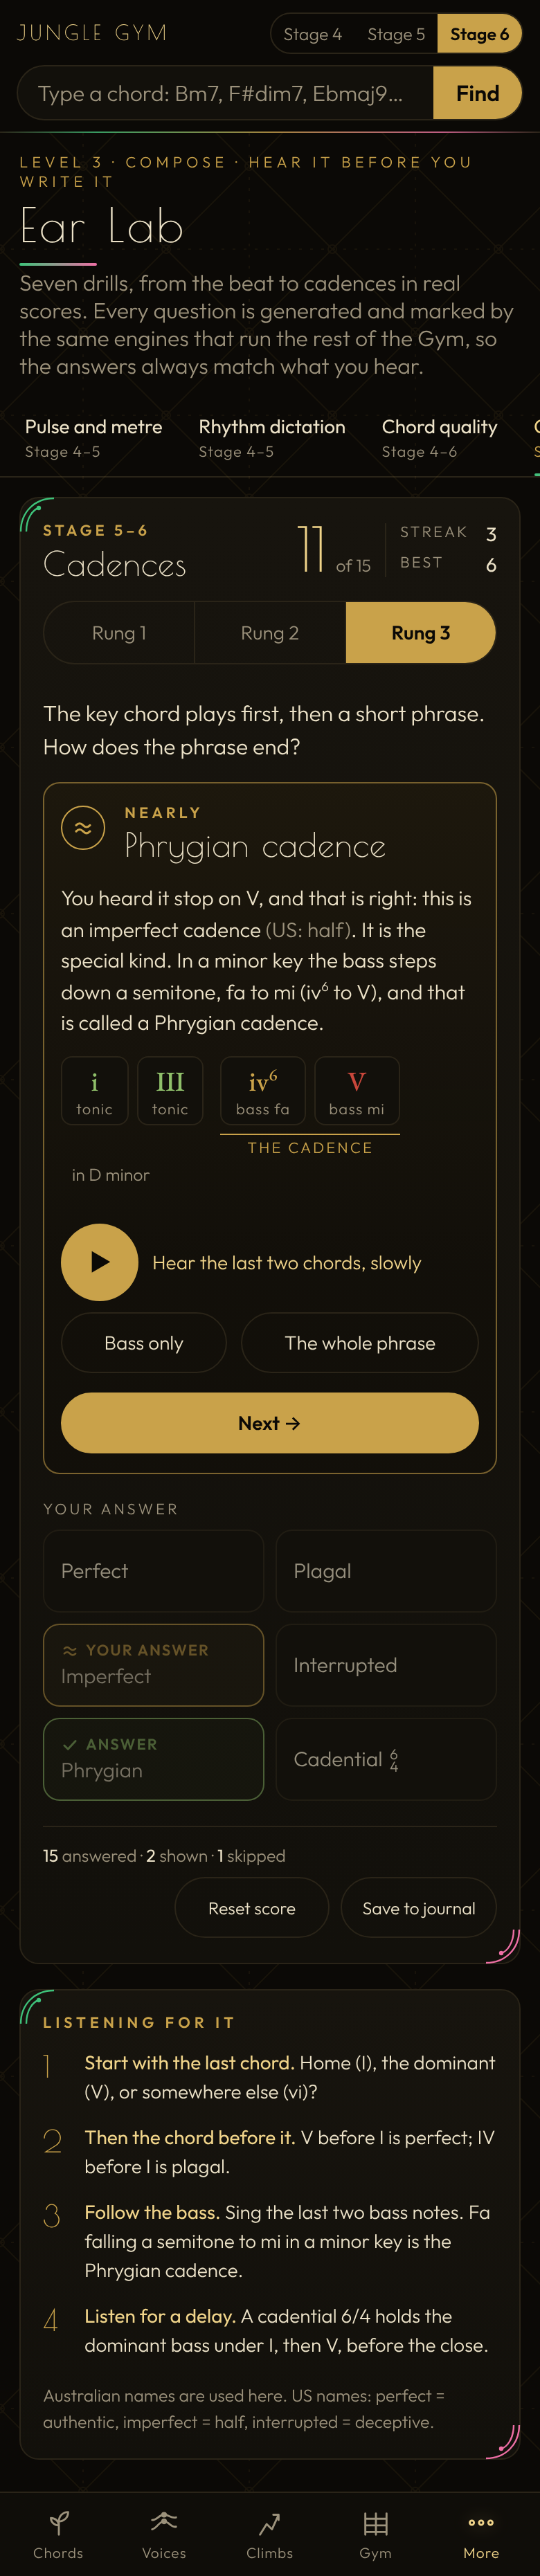 JUNGLE GYM
Stage 4 Stage 5 Stage 6
Type a chord: Bm7, F#dim7, Ebmaj9... Find
LEVEL 3 · COMPOSE · HEAR IT BEFORE YOU
WRITE IT
Ear Lab
Seven drills, from the beat to cadences in real
scores. Every question is generated and marked by
the same engines that run the rest of the Gym, so
the answers always match what you hear.
Pulse and metre Rhythm dictation Chord quality
Stage 4–5 Stage 4–5 Stage 4–6
STAGE 5–6
Cadences
11 of 15
STREAK 3
BEST 6
Rung 1 Rung 2 Rung 3
The key chord plays first, then a short phrase.
How does the phrase end?
≈ NEARLY
Phrygian cadence
You heard it stop on V, and that is right: this is
an imperfect cadence (US: half). It is the
special kind. In a minor key the bass steps
down a semitone, fa to mi (iv⁶ to V), and that
is called a Phrygian cadence.
i III iv⁶ V
tonic tonic bass fa bass mi
THE CADENCE
in D minor
Hear the last two chords, slowly
Bass only The whole phrase
Next →
YOUR ANSWER
Perfect Plagal
≈ YOUR ANSWER
Imperfect
Interrupted
✓ ANSWER
Phrygian
Cadential 6/4
15 answered · 2 shown · 1 skipped
Reset score Save to journal
LISTENING FOR IT
1 Start with the last chord. Home (I), the dominant
(V), or somewhere else (vi)?
2 Then the chord before it. V before I is perfect; IV
before I is plagal.
3 Follow the bass. Sing the last two bass notes. Fa
falling a semitone to mi in a minor key is the
Phrygian cadence.
4 Listen for a delay. A cadential 6/4 holds the
dominant bass under I, then V, before the close.
Australian names are used here. US names: perfect =
authentic, imperfect = half, interrupted = deceptive.
Chords Voices Climbs Gym More